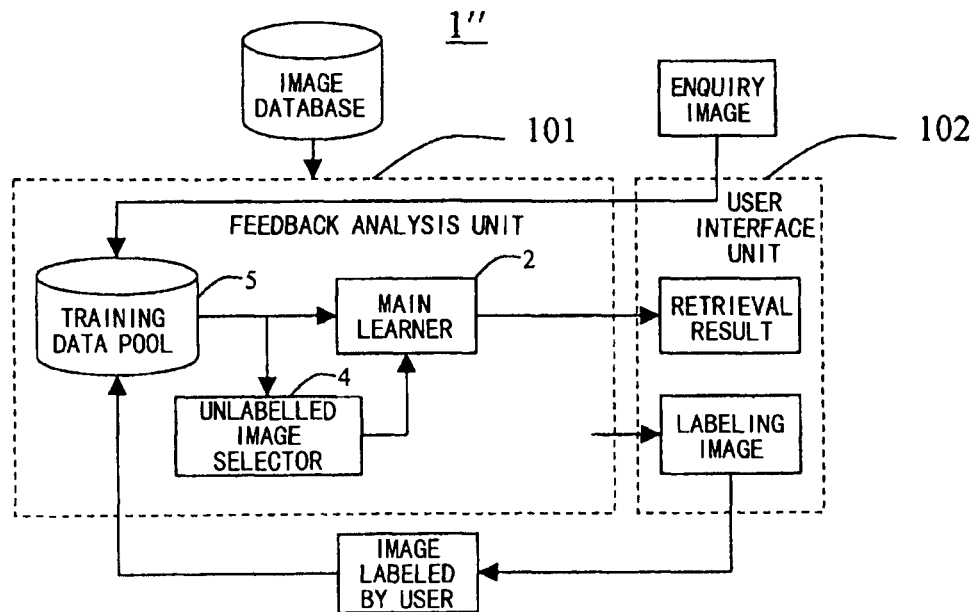 1''
IMAGE
DATABASE
ENQUIRY
IMAGE
101
102
FEEDBACK ANALYSIS UNIT
USER
INTERFACE
UNIT
5
2
TRAINING
DATA POOL
MAIN
LEARNER
RETRIEVAL
RESULT
4
UNLABELLED
IMAGE
SELECTOR
LABELING
IMAGE
IMAGE
LABELED
BY USER